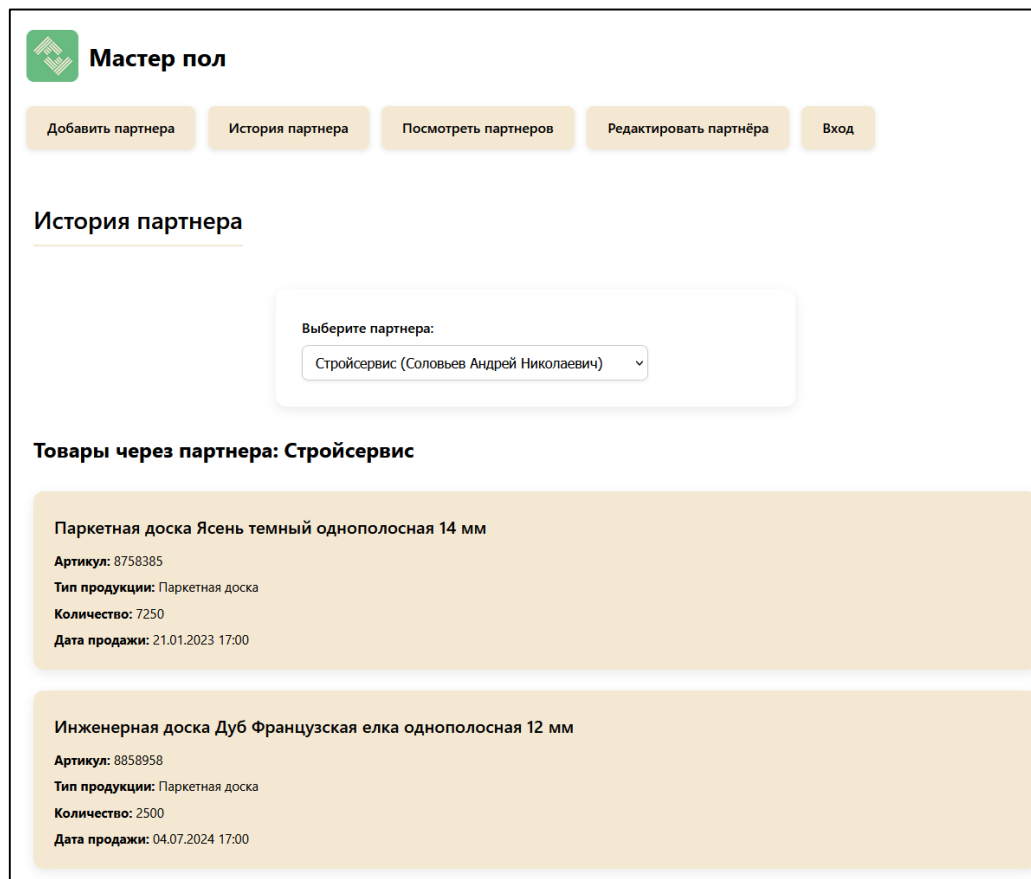 Мастер пол
Добавить партнера История партнера Посмотреть партнеров Редактировать партнёра Вход
История партнера
Выберите партнера:
Стройсервис (Соловьев Андрей Николаевич)
Товары через партнера: Стройсервис
Паркетная доска Ясень темный однополосная 14 мм
Артикул: 8758385
Тип продукции: Паркетная доска
Количество: 7250
Дата продажи: 21.01.2023 17:00
Инженерная доска Дуб Французская елка однополосная 12 мм
Артикул: 8858958
Тип продукции: Паркетная доска
Количество: 2500
Дата продажи: 04.07.2024 17:00